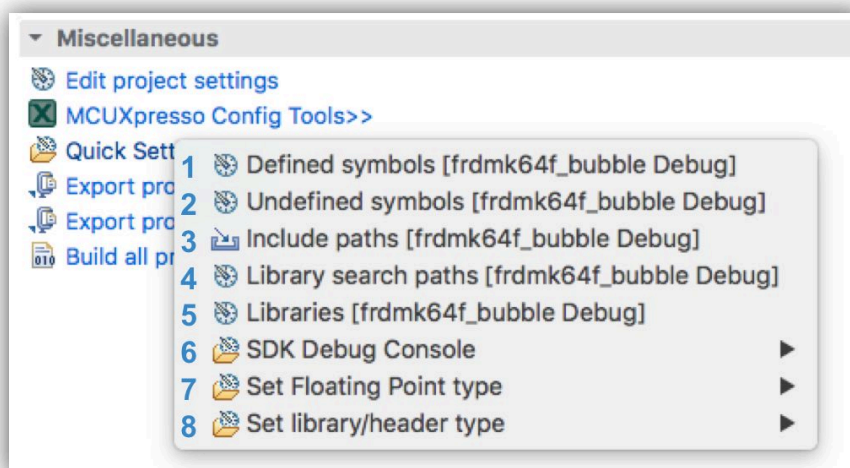 Miscellaneous
Edit project settings
MCUXpresso Config Tools>>
Quick Sett
Export pro
Export pro
Build all pr
1 Defined symbols [frdmk64f_bubble Debug]
2 Undefined symbols [frdmk64f_bubble Debug]
3 Include paths [frdmk64f_bubble Debug]
4 Library search paths [frdmk64f_bubble Debug]
5 Libraries [frdmk64f_bubble Debug]
6 SDK Debug Console
7 Set Floating Point type
8 Set library/header type